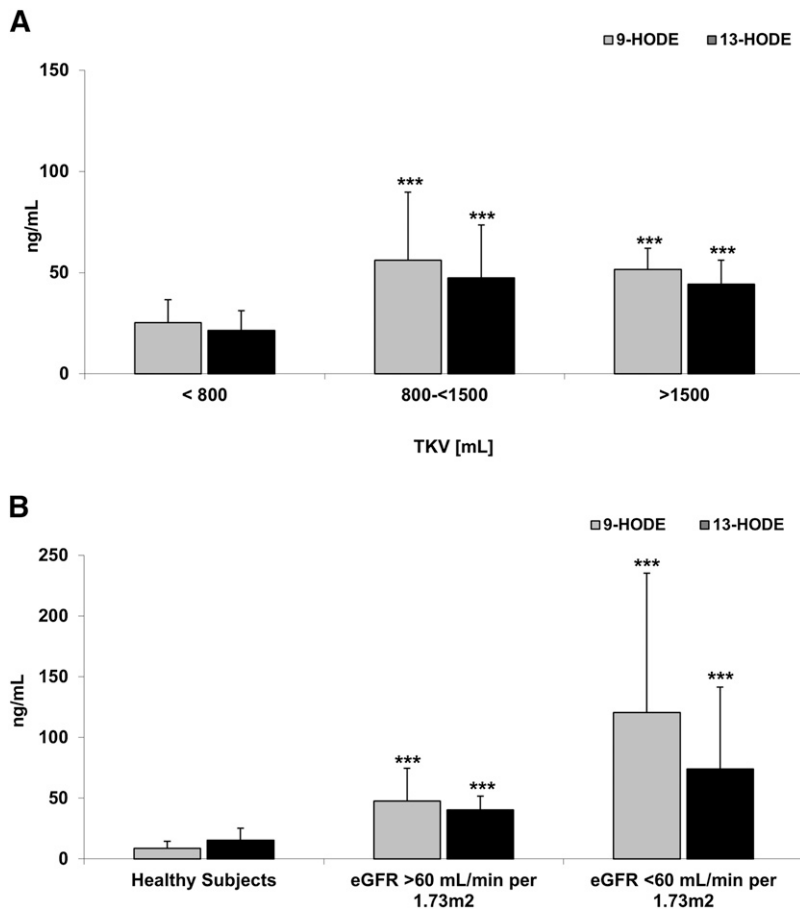 A
9-HODE 13-HODE
150
100
50
0
ng/mL
*** *** *** ***
< 800 800-<1500 >1500
TKV [mL]
B
9-HODE 13-HODE
250
200
150
100
50
0
ng/mL
*** *** *** ***
Healthy Subjects eGFR >60 mL/min per eGFR <60 mL/min per
1.73m2 1.73m2